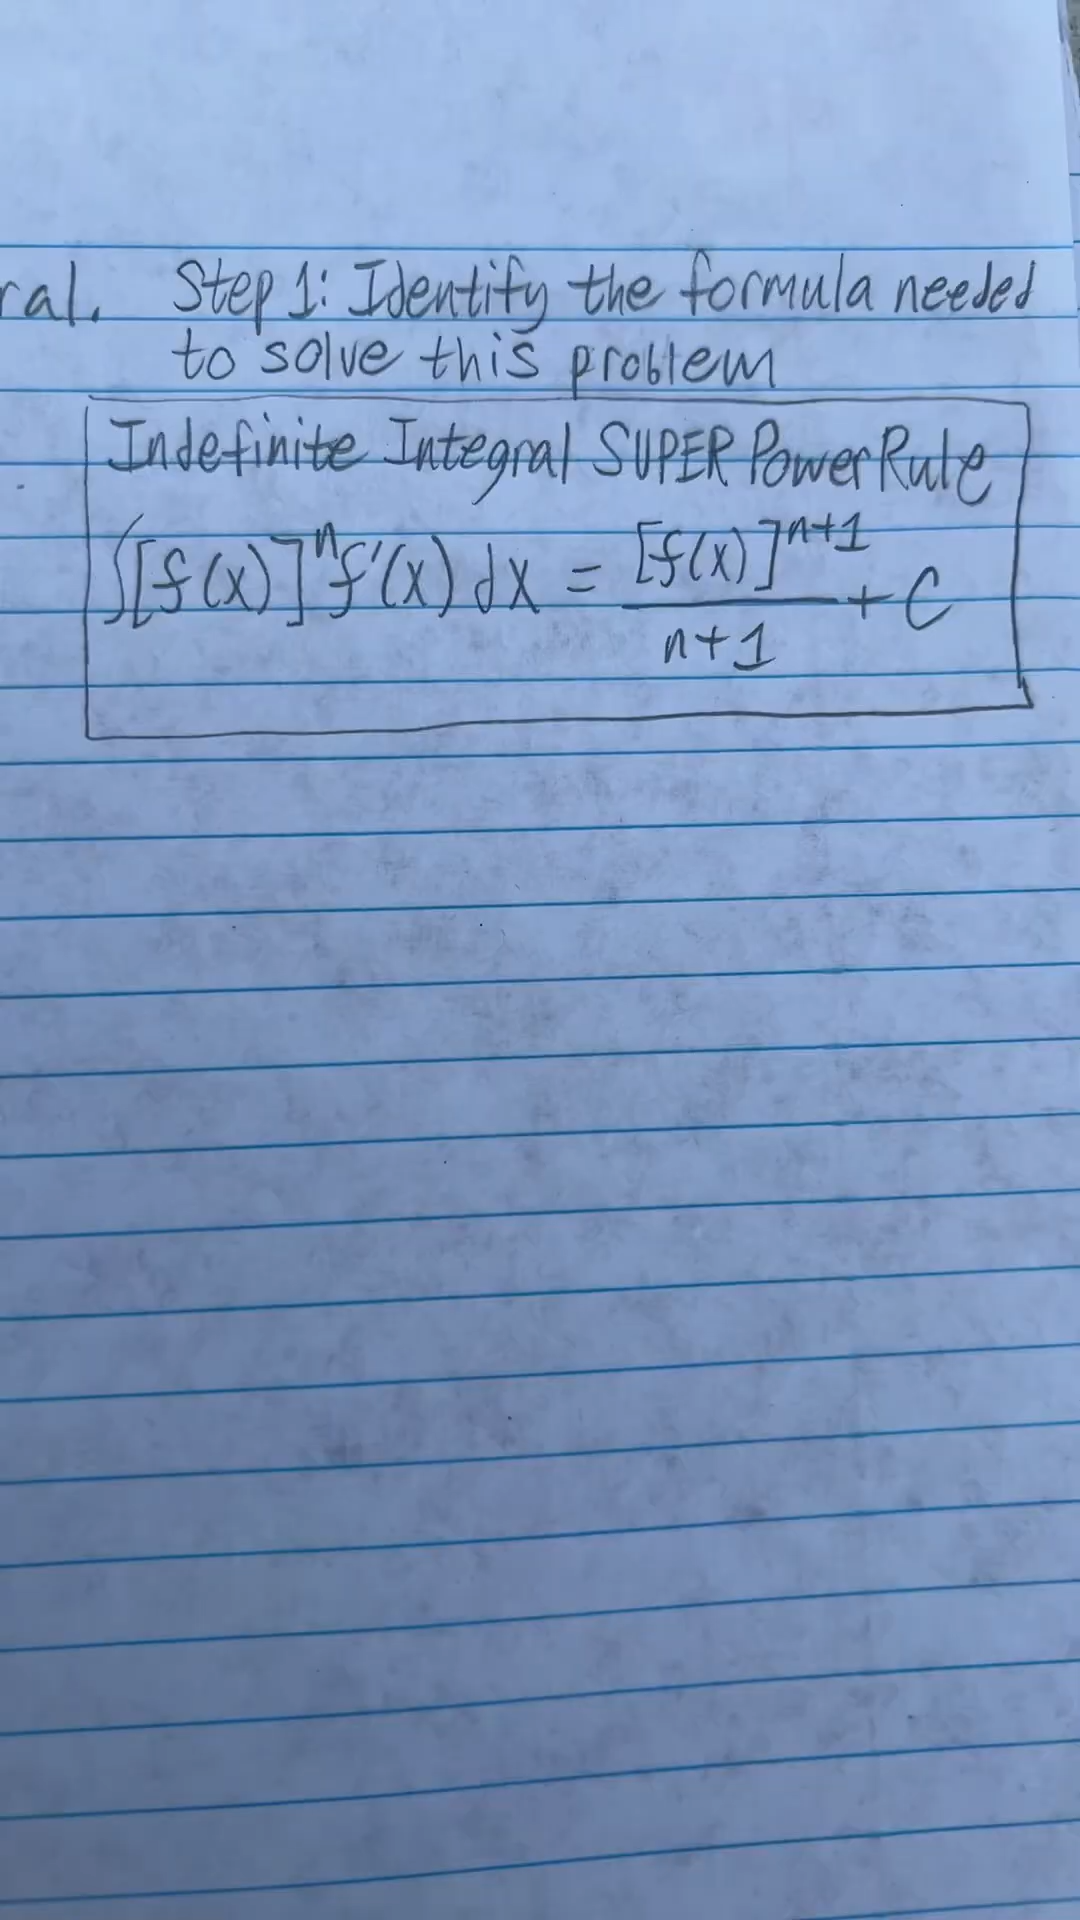 ral. Step 1: Identify the formula needed
to solve this problem
Indefinite Integral SUPER Power Rule
∫[f(x)]^n f'(x) dx = [f(x)]^{n+1} / (n+1) + C